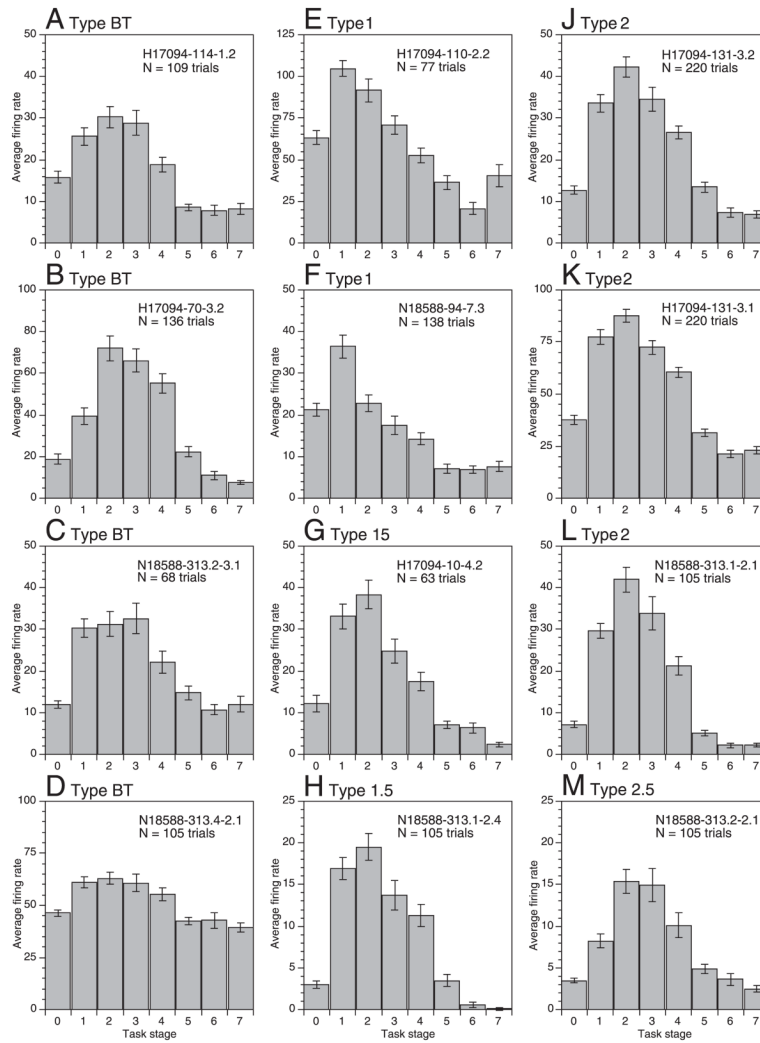 A Type BT
H17094-114-1.2
N = 109 trials
Average firing rate
50
40
30
20
10
0
0 1 2 3 4 5 6 7
E Type1
H17094-110-2.2
N = 77 trials
Average firing rate
125
100
75
50
25
0
0 1 2 3 4 5 6 7
J Type2
H17094-131-3.2
N = 220 trials
Average firing rate
50
40
30
20
10
0
0 1 2 3 4 5 6 7
B Type BT
H17094-70-3.2
N = 136 trials
Average firing rate
100
80
60
40
20
0
0 1 2 3 4 5 6 7
F Type1
N18588-94-7.3
N = 138 trials
Average firing rate
50
40
30
20
10
0
0 1 2 3 4 5 6 7
K Type2
H17094-131-3.1
N = 220 trials
Average firing rate
100
75
50
25
0
0 1 2 3 4 5 6 7
C Type BT
N18588-313.2-3.1
N = 68 trials
Average firing rate
50
40
30
20
10
0
0 1 2 3 4 5 6 7
G Type 15
H17094-10-4.2
N = 63 trials
Average firing rate
50
40
30
20
10
0
0 1 2 3 4 5 6 7
L Type2
N18588-313.1-2.1
N = 105 trials
Average firing rate
50
40
30
20
10
0
0 1 2 3 4 5 6 7
D Type BT
N18588-313.4-2.1
N = 105 trials
Average firing rate
100
75
50
25
0
0 1 2 3 4 5 6 7
Task stage
H Type 1.5
N18588-313.1-2.4
N = 105 trials
Average firing rate
25
20
15
10
5
0
0 1 2 3 4 5 6 7
Task stage
M Type 2.5
N18588-313.2-2.1
N = 105 trials
Average firing rate
25
20
15
10
5
0
0 1 2 3 4 5 6 7
Task stage